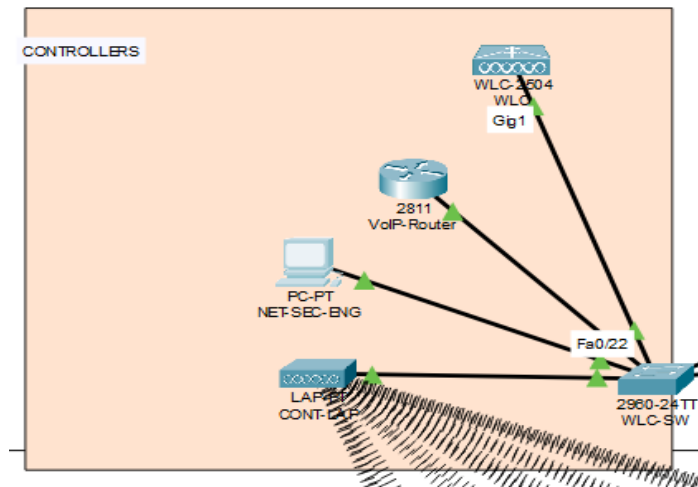 CONTROLLERS
WLC-2504
WLC
Gig1
2811
VoIP-Router
PC-PT
NET-SEC-ENG
Fa0/22
LAP-PT
CONT-LAP
2960-24TT
WLC-SW